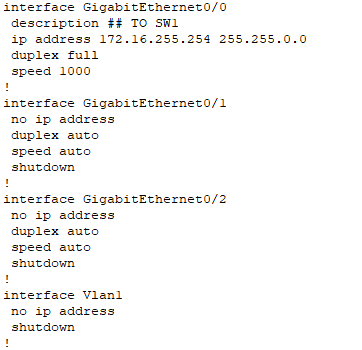 interface GigabitEthernet0/0
 description ## TO SW1
 ip address 172.16.255.254 255.255.0.0
 duplex full
 speed 1000
!
interface GigabitEthernet0/1
 no ip address
 duplex auto
 speed auto
 shutdown
!
interface GigabitEthernet0/2
 no ip address
 duplex auto
 speed auto
 shutdown
!
interface Vlan1
 no ip address
 shutdown
!